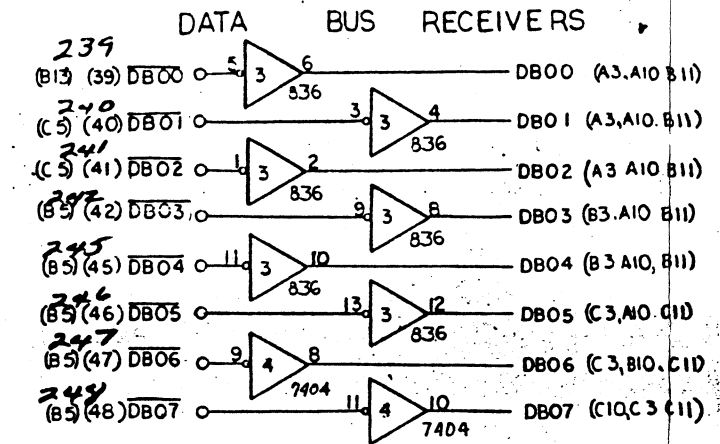 DATA BUS RECEIVERS
239
(B13) (39) DB00 5 3 6 836 DB00 (A3.A10 B11)
240
(C5) (40) DB01 3 3 4 836 DB01 (A3,A10.B11)
241
(C5) (41) DB02 1 3 2 836 DB02 (A3 A10 B11)
242
(B5) (42) DB03 9 3 8 836 DB03 (B3.A10 B11)
245
(B5) (45) DB04 11 3 10 836 DB04 (B3 A10, B11)
246
(B5) (46) DB05 13 3 12 836 DB05 (C3,A10.C11)
247
(B5) (47) DB06 9 4 8 7404 DB06 (C3,B10.C11)
248
(B5) (48) DB07 11 4 10 7404 DB07 (C10,C3 C11)